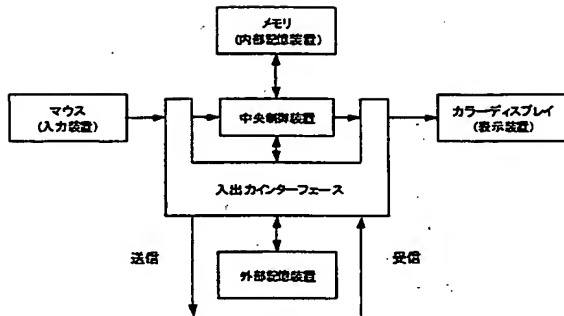 メモリ
(内部記憶装置)
マウス
(入力装置)
中央制御装置
カラーディスプレイ
(表示装置)
入出力インターフェース
送信
外部記憶装置
受信